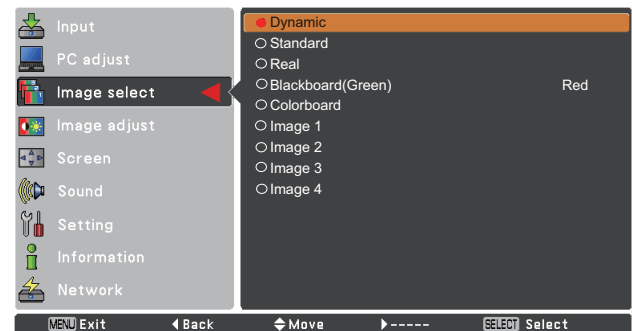 Input
PC adjust
Image select
Image adjust
Screen
Sound
Setting
Information
Network
Dynamic
Standard
Real
Blackboard(Green) Red
Colorboard
Image 1
Image 2
Image 3
Image 4
MENU Exit Back Move ----- SELECT Select